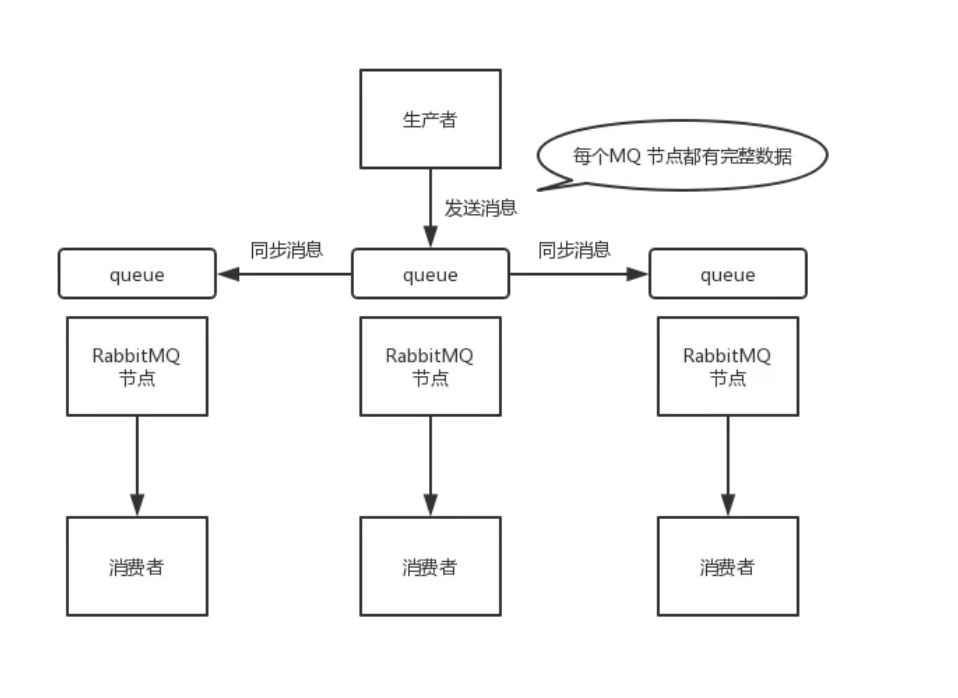 生产者
每个MQ 节点都有完整数据
发送消息
同步消息
同步消息
queue
queue
queue
RabbitMQ
节点
RabbitMQ
节点
RabbitMQ
节点
消费者
消费者
消费者